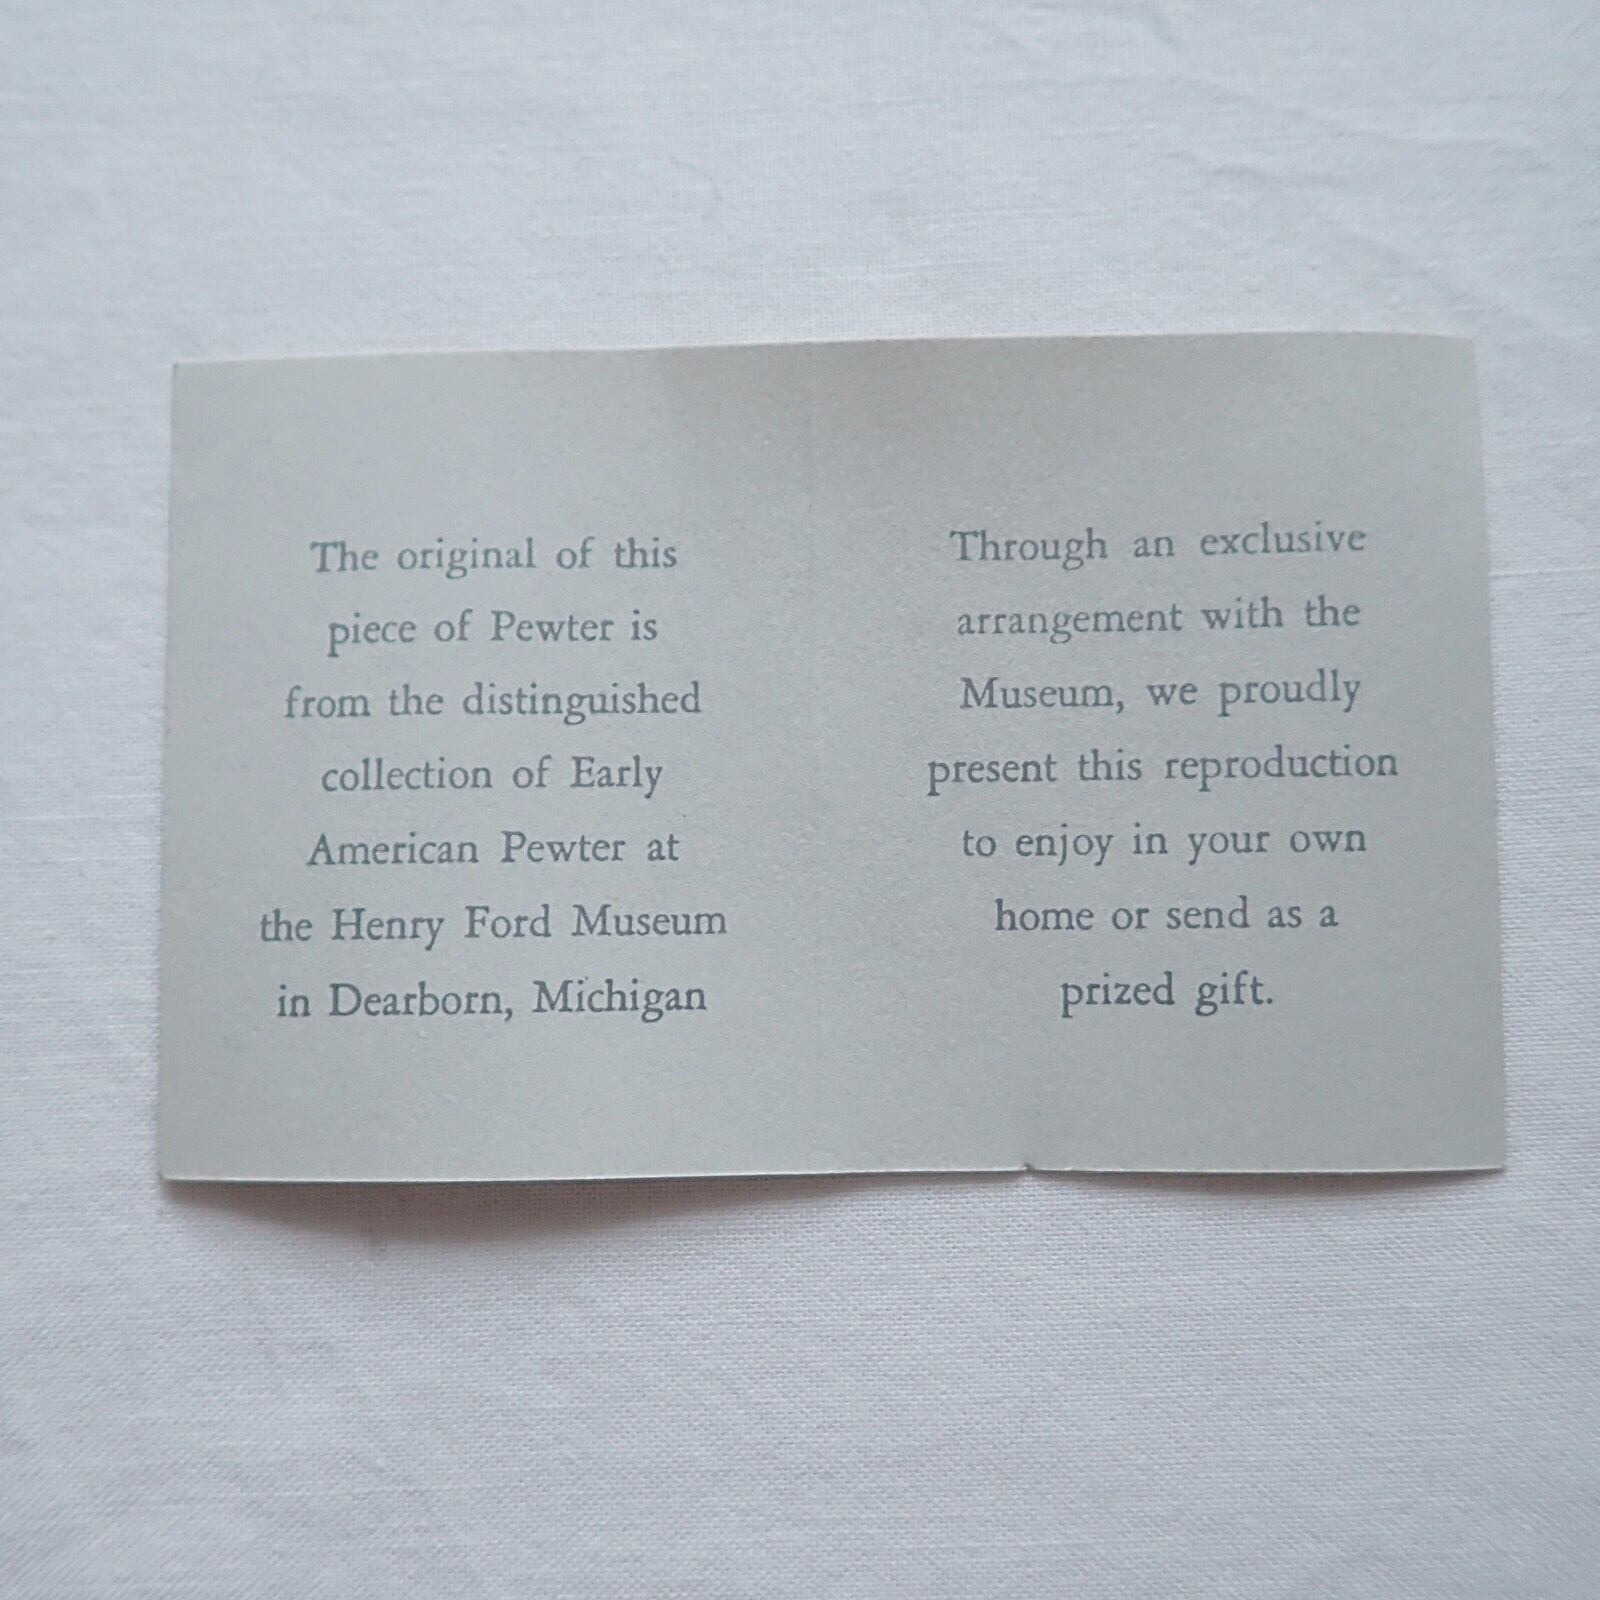 The original of this
piece of Pewter is
from the distinguished
collection of Early
American Pewter at
the Henry Ford Museum
in Dearborn, Michigan
Through an exclusive
arrangement with the
Museum, we proudly
present this reproduction
to enjoy in your own
home or send as a
prized gift.